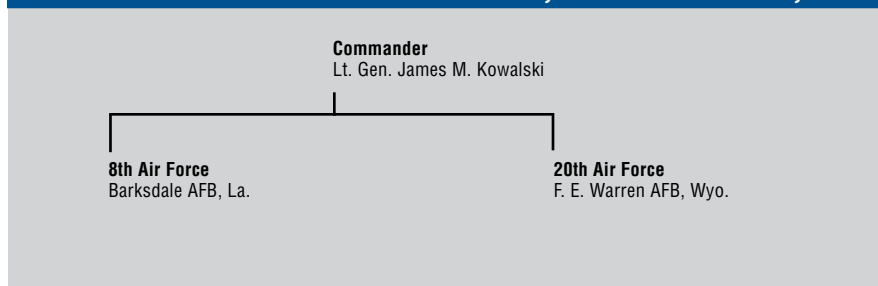 Commander
Lt. Gen. James M. Kowalski
8th Air Force
Barksdale AFB, La.
20th Air Force
F. E. Warren AFB, Wyo.